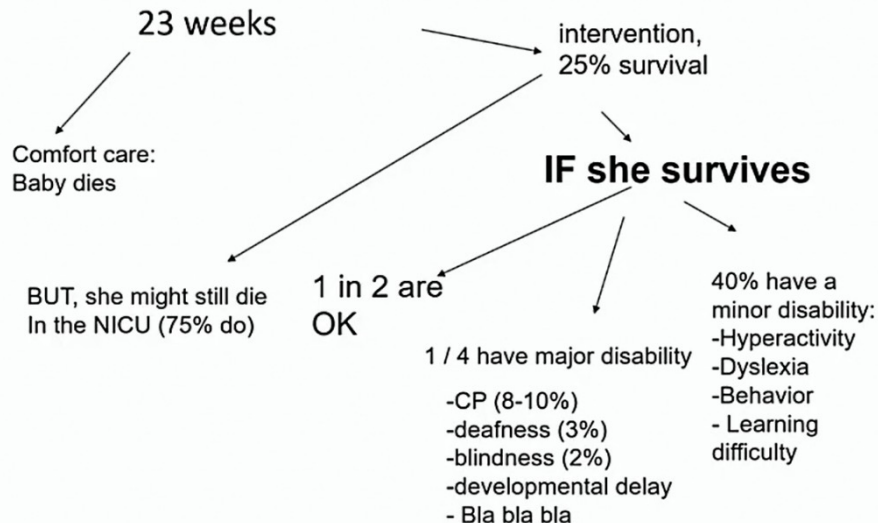 23 weeks
intervention,
25% survival
Comfort care:
Baby dies
IF she survives
BUT, she might still die
In the NICU (75% do)
1 in 2 are
OK
1 / 4 have major disability
-CP (8-10%)
-deafness (3%)
-blindness (2%)
-developmental delay
- Bla bla bla
40% have a
minor disability:
-Hyperactivity
-Dyslexia
-Behavior
- Learning
difficulty